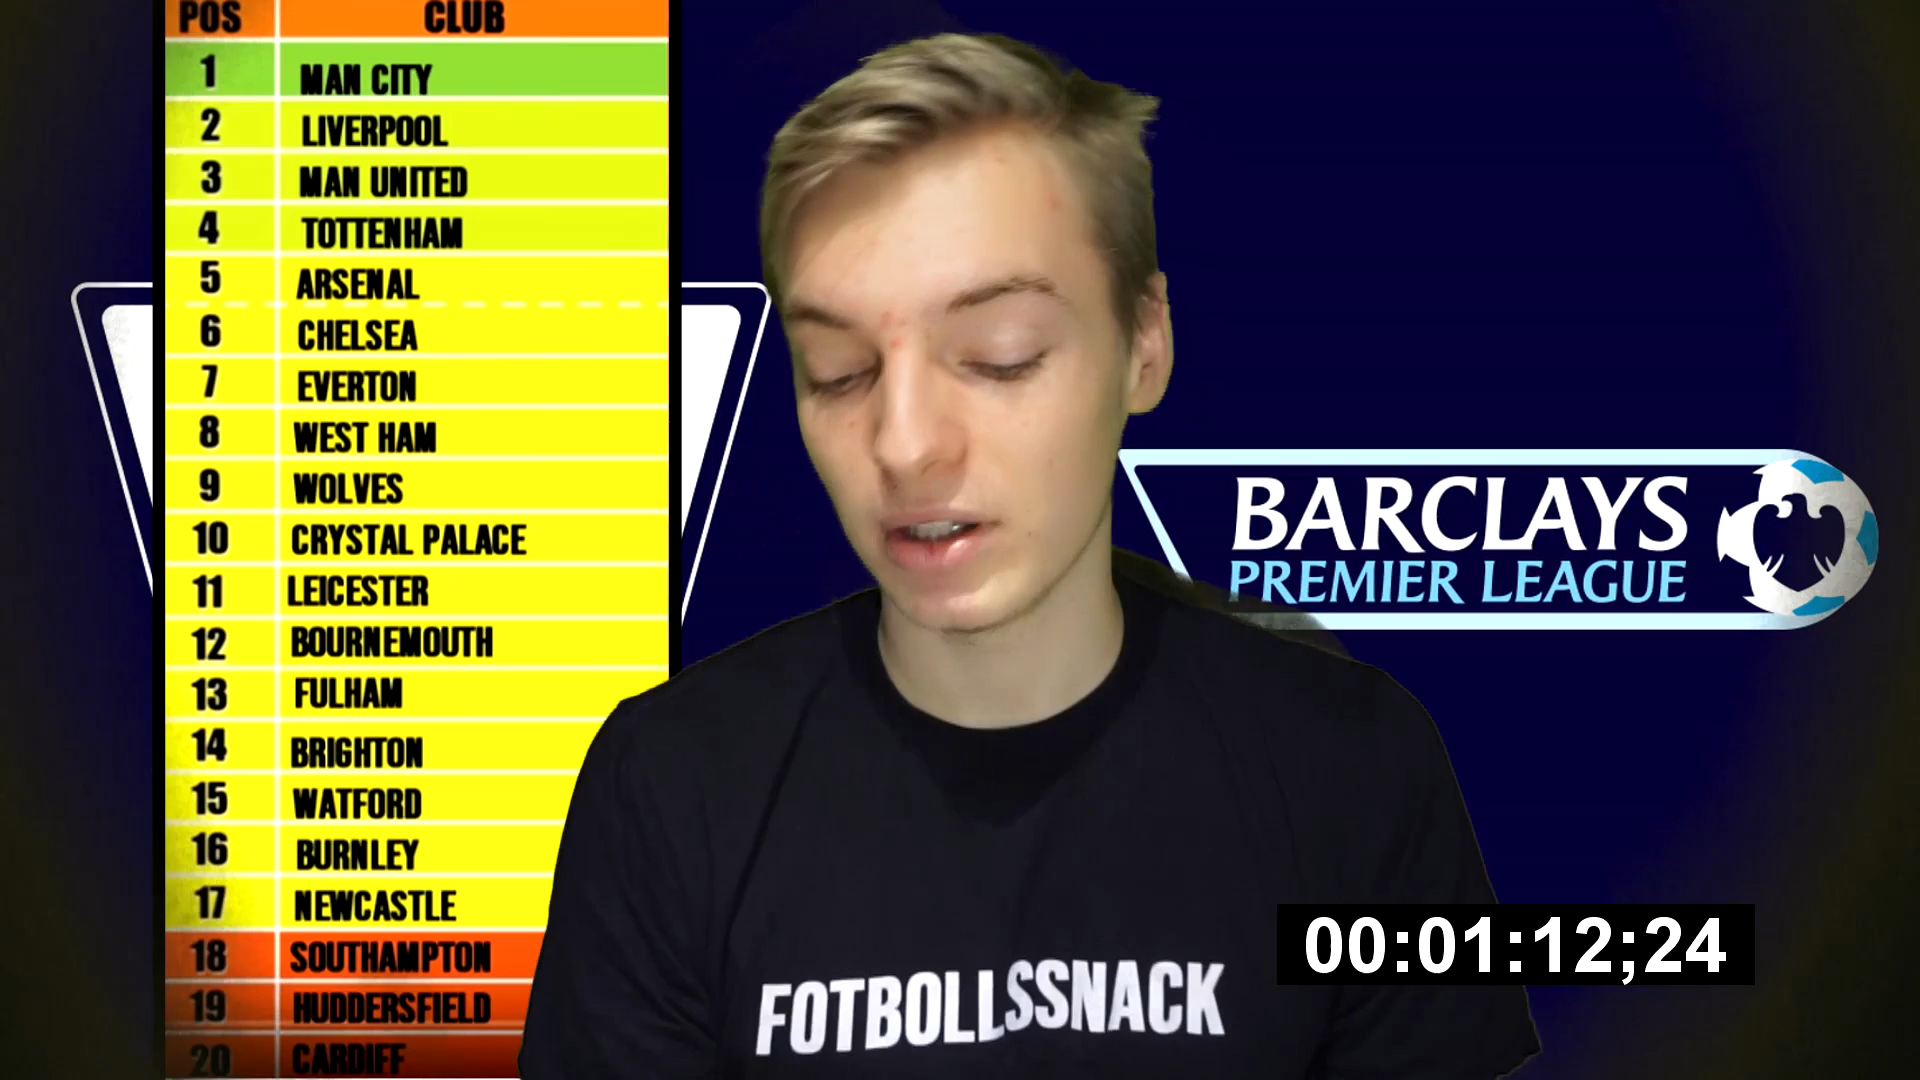 POS CLUB
1 MAN CITY
2 LIVERPOOL
3 MAN UNITED
4 TOTTENHAM
5 ARSENAL
6 CHELSEA
7 EVERTON
8 WEST HAM
9 WOLVES
10 CRYSTAL PALACE
11 LEICESTER
12 BOURNEMOUTH
13 FULHAM
14 BRIGHTON
15 WATFORD
16 BURNLEY
17 NEWCASTLE
18 SOUTHAMPTON
19 HUDDERSFIELD
20 CARDIFF
BARCLAYS
PREMIER LEAGUE
00:01:12;24
FOTBOLLSSNACK